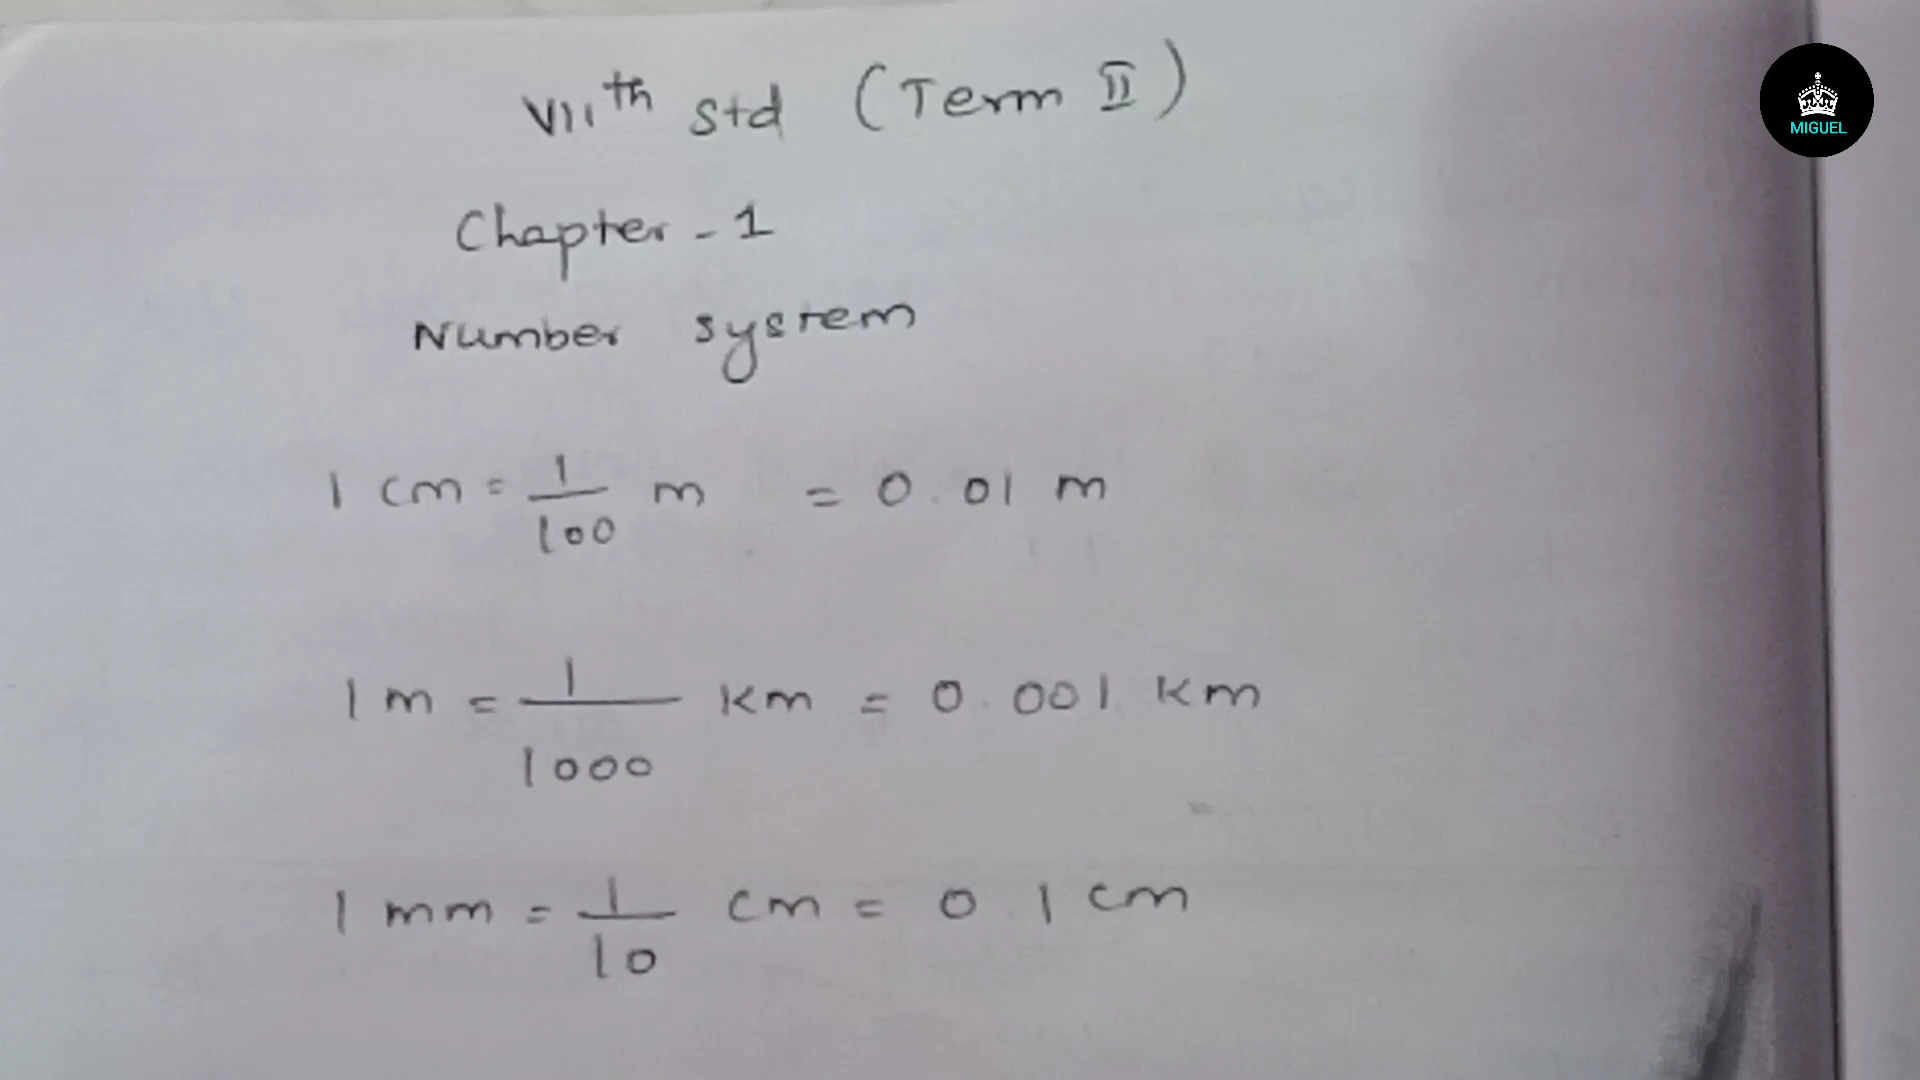 VIIth std (Term II)
Chapter - 1
Number system
1 cm = 1/100 m = 0.01 m
1 m = 1/1000 km = 0.001 km
1 mm = 1/10 cm = 0.1 cm
MIGUEL